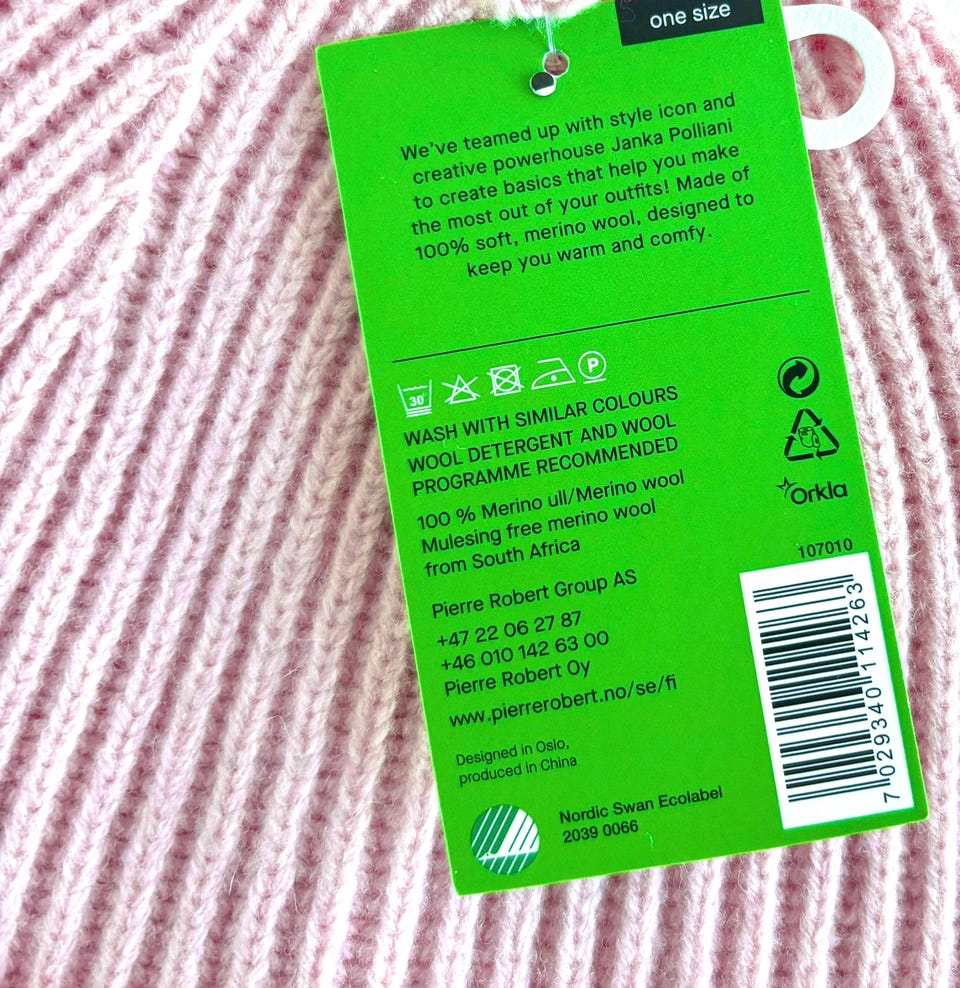 one size
We've teamed up with style icon and
creative powerhouse Janka Polliani
to create basics that help you make
the most out of your outfits! Made of
100% soft, merino wool, designed to
keep you warm and comfy.
30°
P
WASH WITH SIMILAR COLOURS
WOOL DETERGENT AND WOOL
PROGRAMME RECOMMENDED
100 % Merino ull/Merino wool
Mulesing free merino wool
from South Africa
Orkla
107010
Pierre Robert Group AS
+47 22 06 27 87
+46 010 142 63 00
Pierre Robert Oy
www.pierrerobert.no/se/fi
7 029340 114263
Designed in Oslo,
produced in China
Nordic Swan Ecolabel
2039 0066